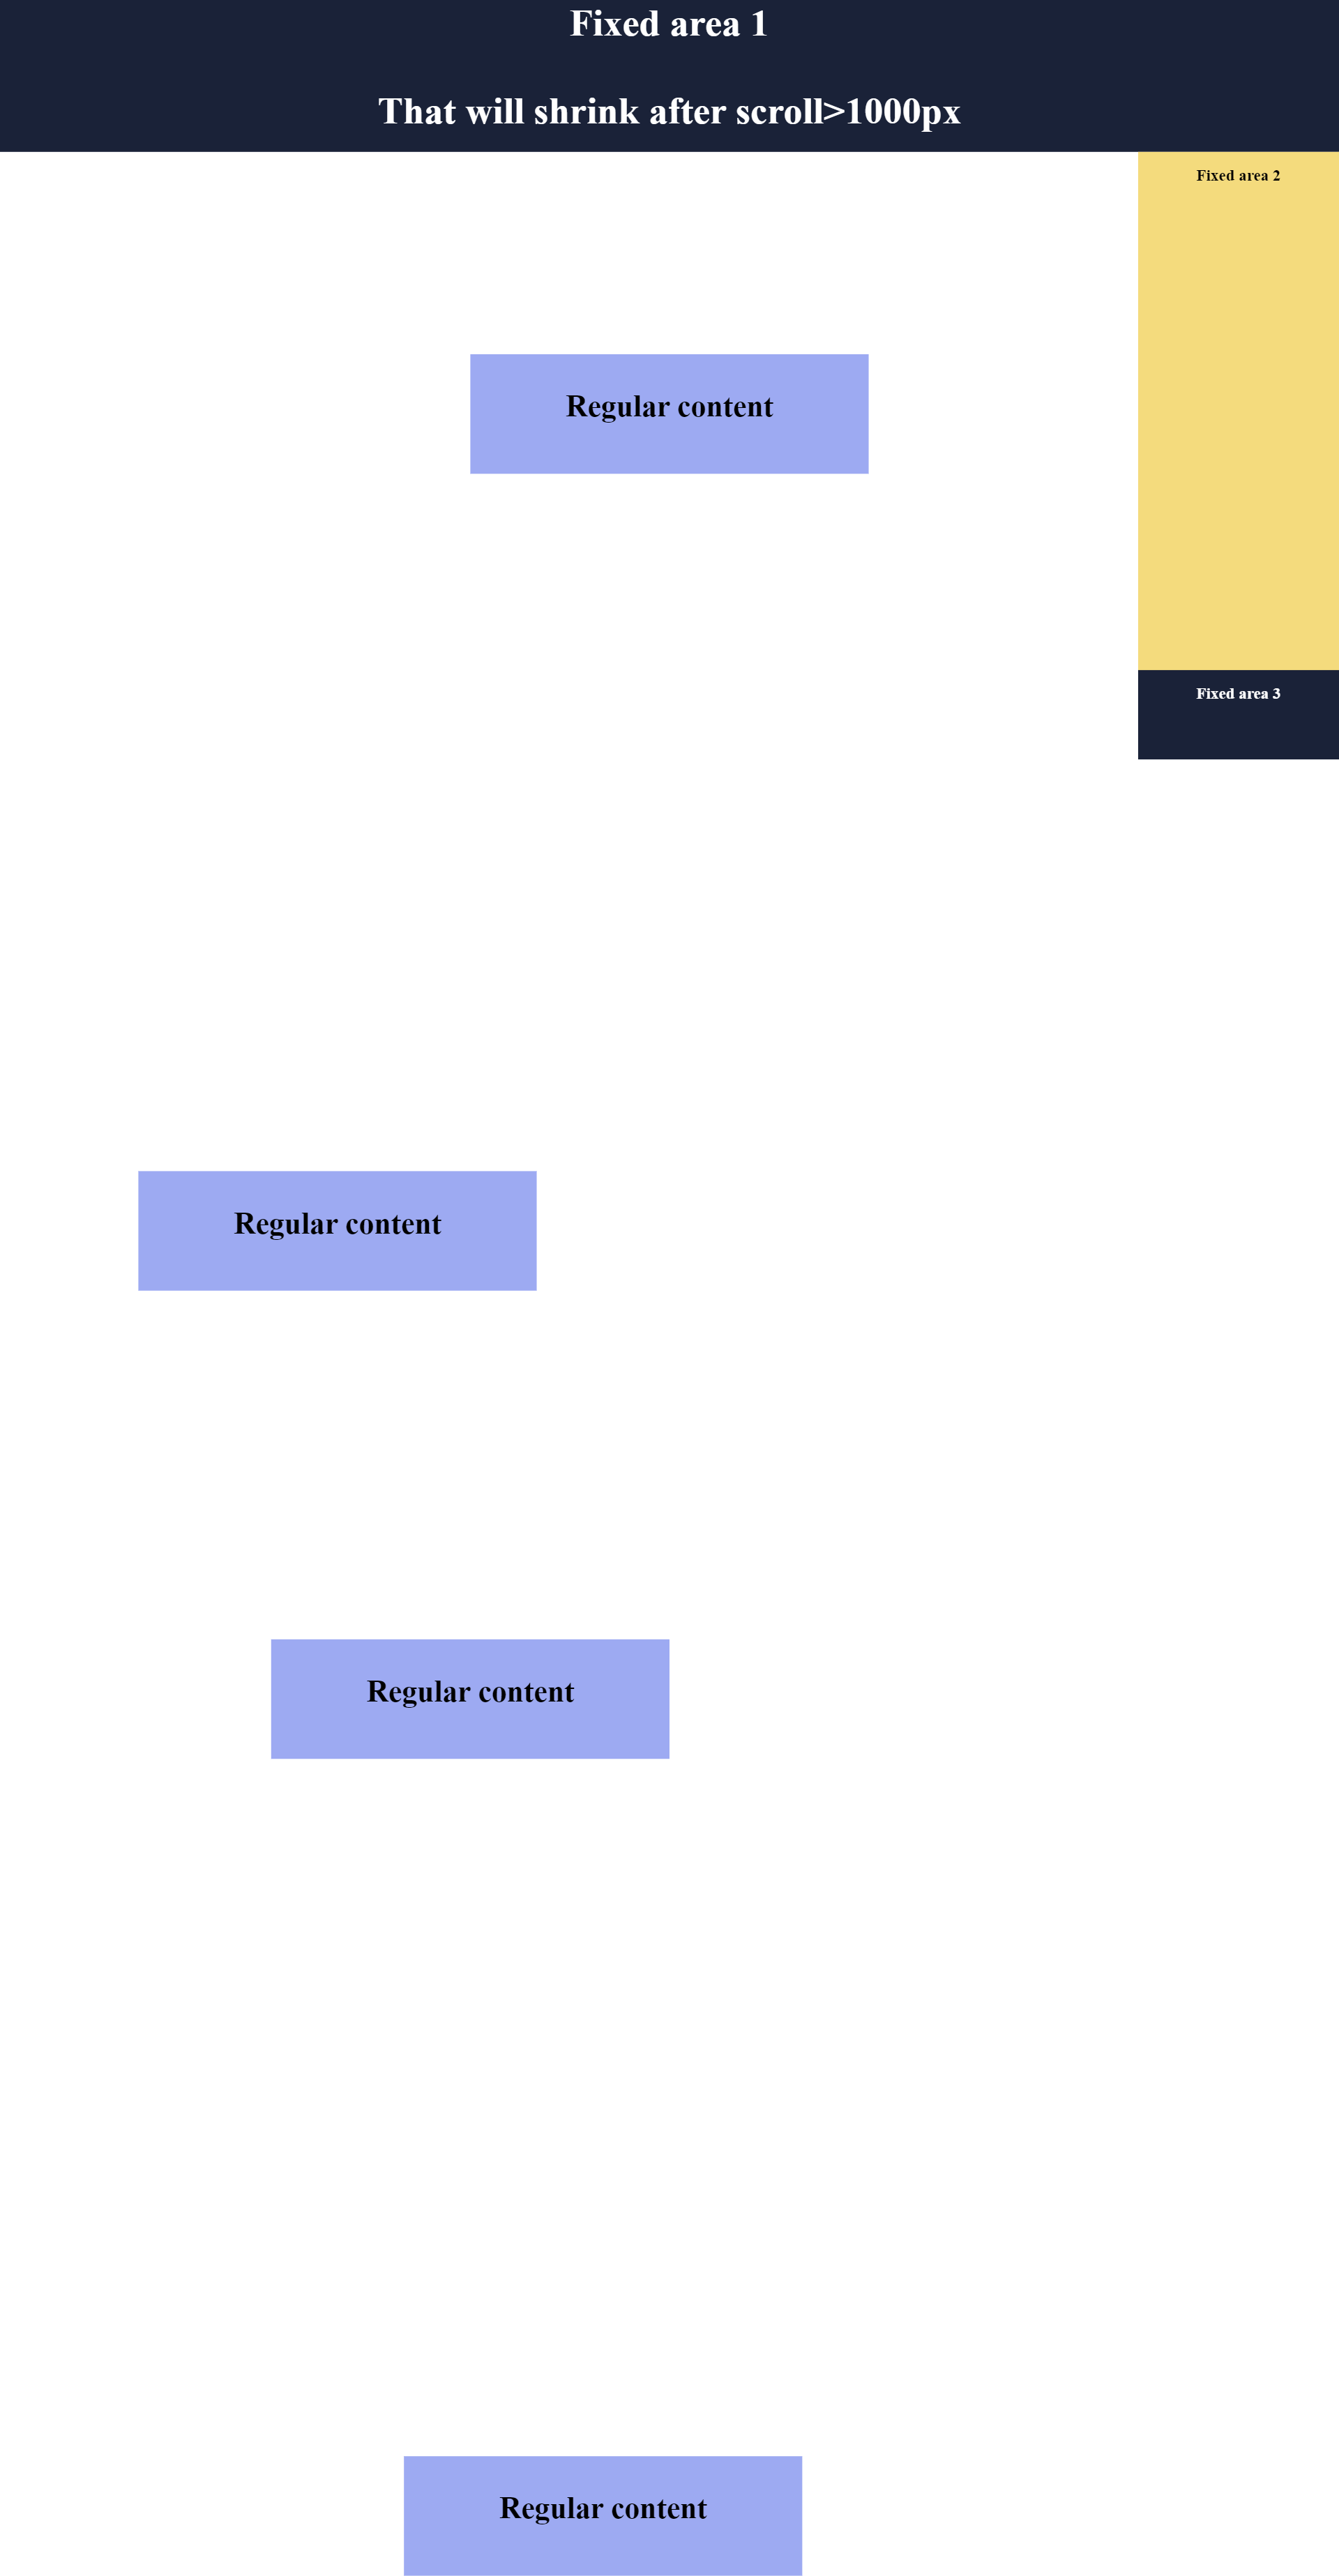 Fixed area 1
That will shrink after scroll>1000px
Fixed area 2
Regular content
Fixed area 3
Regular content
Regular content
Regular content